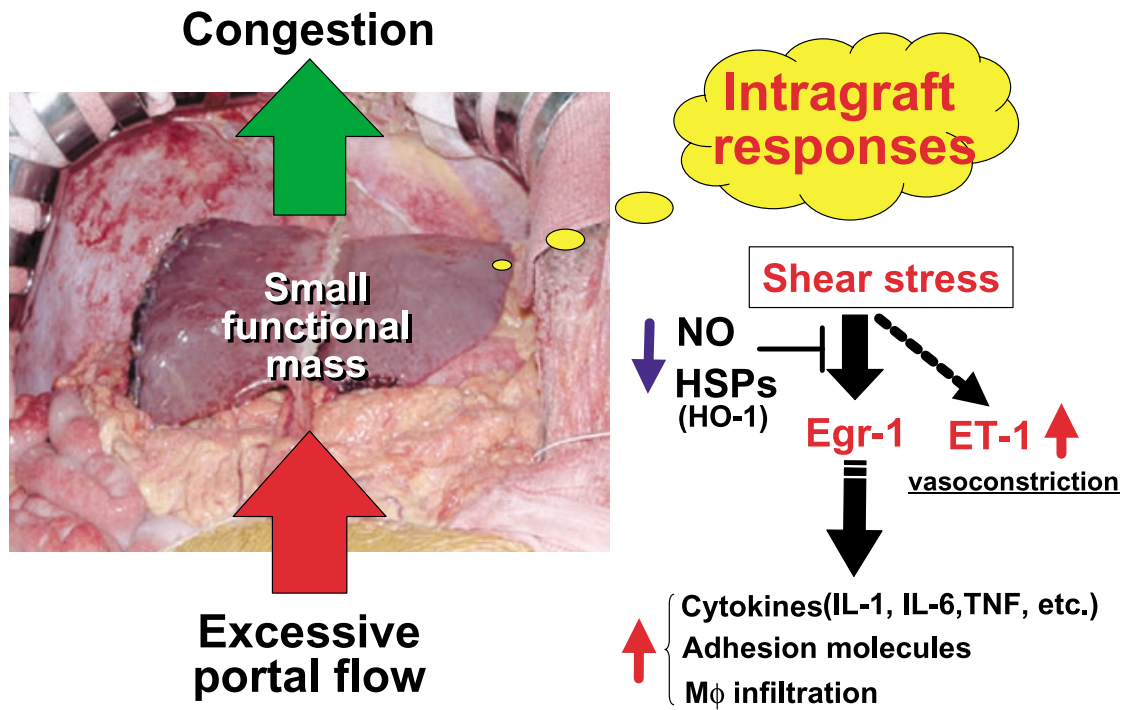 Congestion
Small
functional
mass
Excessive
portal flow
Intragraft
responses
Shear stress
NO
HSPs
(HO-1)
Egr-1
ET-1
vasoconstriction
Cytokines(IL-1, IL-6,TNF, etc.)
Adhesion molecules
Mϕ infiltration